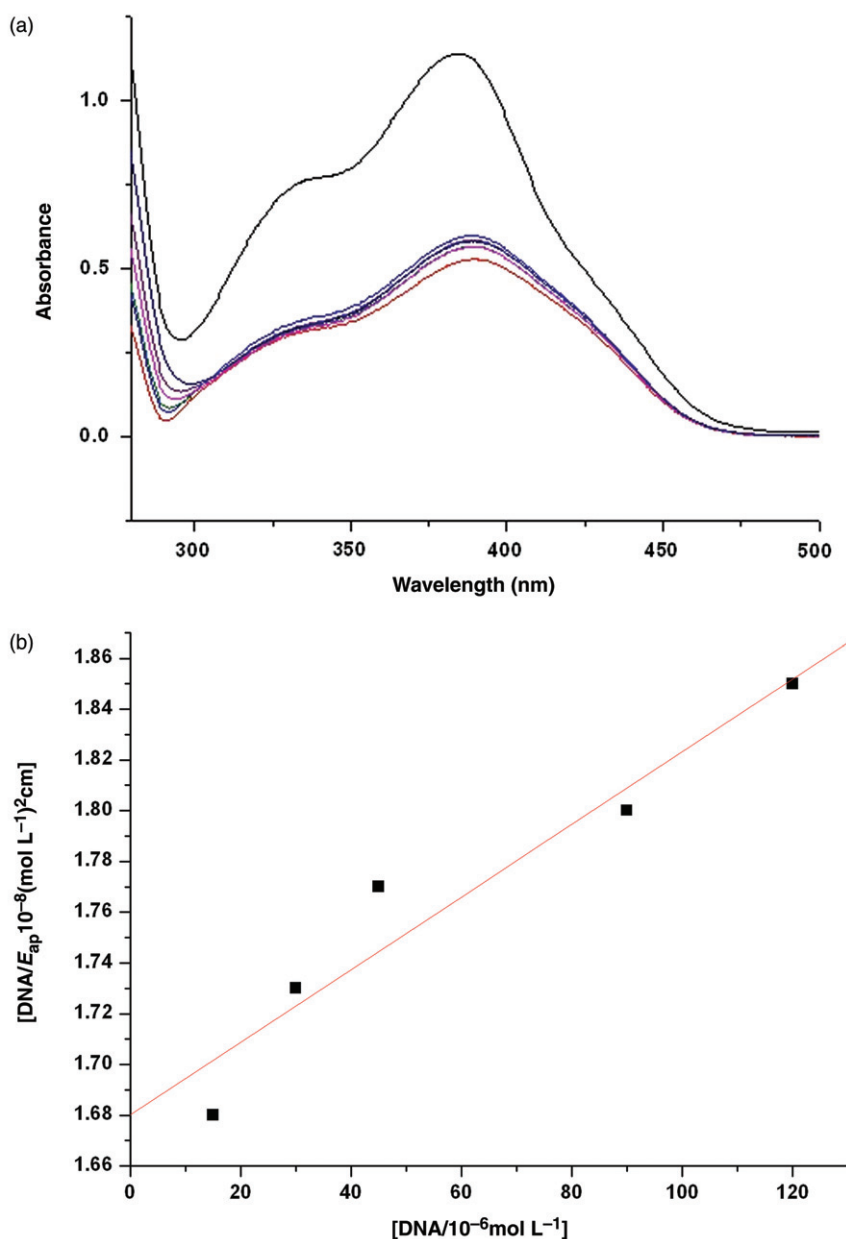 (a)
1.0
0.5
0.0
Absorbance
300 350 400 450 500
Wavelength (nm)
(b)
1.86
1.84
1.82
1.80
1.78
1.76
1.74
1.72
1.70
1.68
1.66
[DNA/E_ap10⁻⁸(mol L⁻¹)²cm]
0 20 40 60 80 100 120
[DNA/10⁻⁶mol L⁻¹]